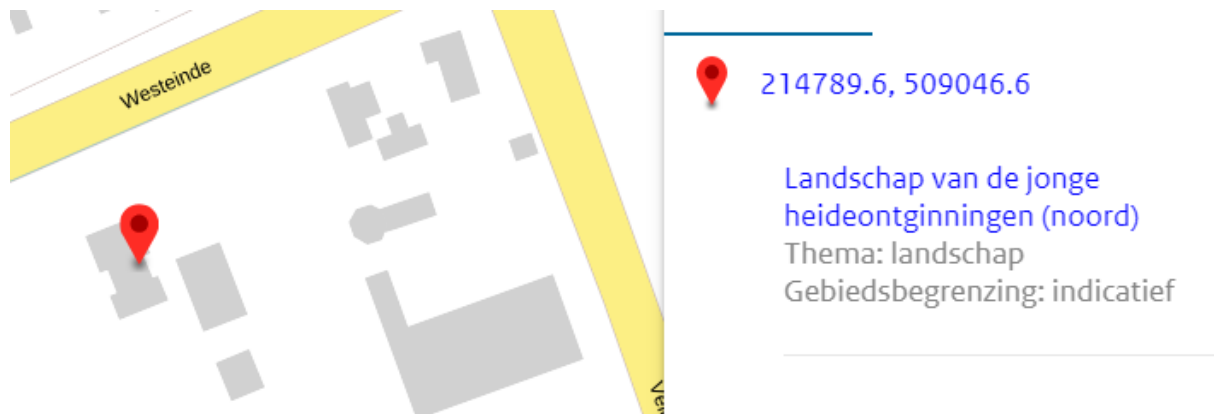 Westeinde
214789.6, 509046.6
Landschap van de jonge
heideontginningen (noord)
Thema: landschap
Gebiedsbegrenzing: indicatief